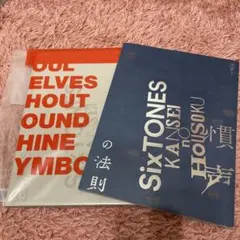 OUL
ELVES
HOUT
OUND
HINE
YMBO
SixTONES
KANSEI
no
HOUSOKU
慣声
の法則